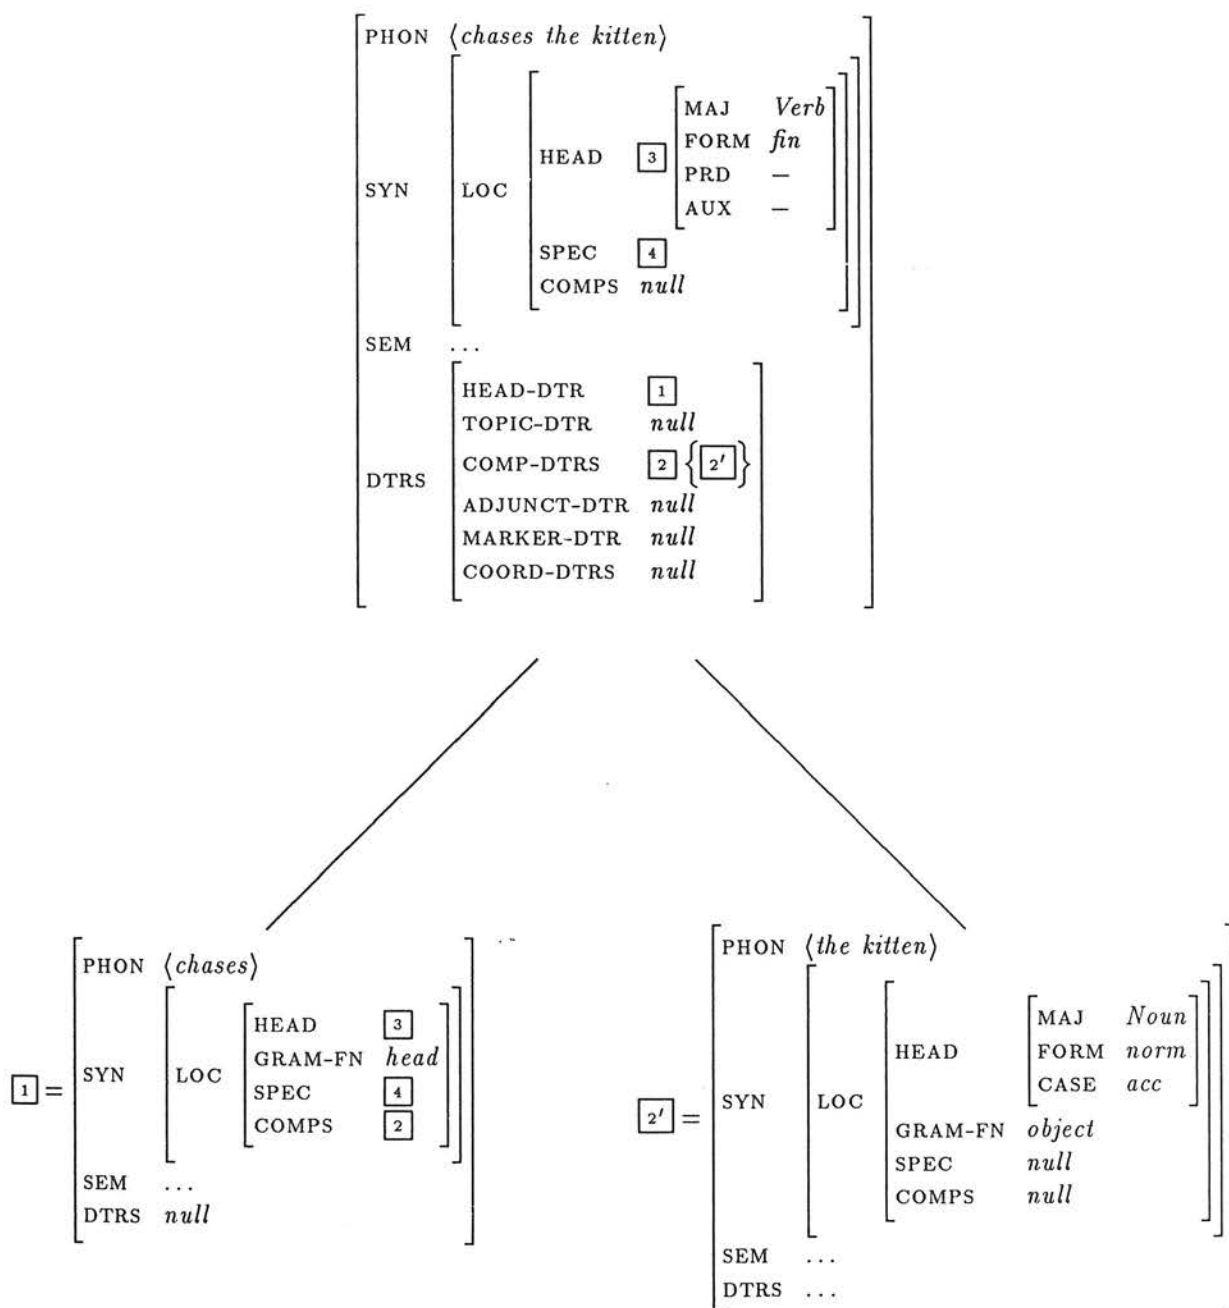 PHON ⟨chases the kitten⟩
MAJ Verb
FORM fin
HEAD 3
PRD –
SYN LOC
AUX –
SPEC 4
COMPS null
SEM ...
HEAD-DTR 1
TOPIC-DTR null
COMP-DTRS 2 { 2′ }
DTRS
ADJUNCT-DTR null
MARKER-DTR null
COORD-DTRS null
PHON ⟨chases⟩
HEAD 3
GRAM-FN head
1 = SYN LOC
SPEC 4
COMPS 2
SEM ...
DTRS null
PHON ⟨the kitten⟩
MAJ Noun
HEAD FORM norm
CASE acc
2′ = SYN LOC
GRAM-FN object
SPEC null
COMPS null
SEM ...
DTRS ...